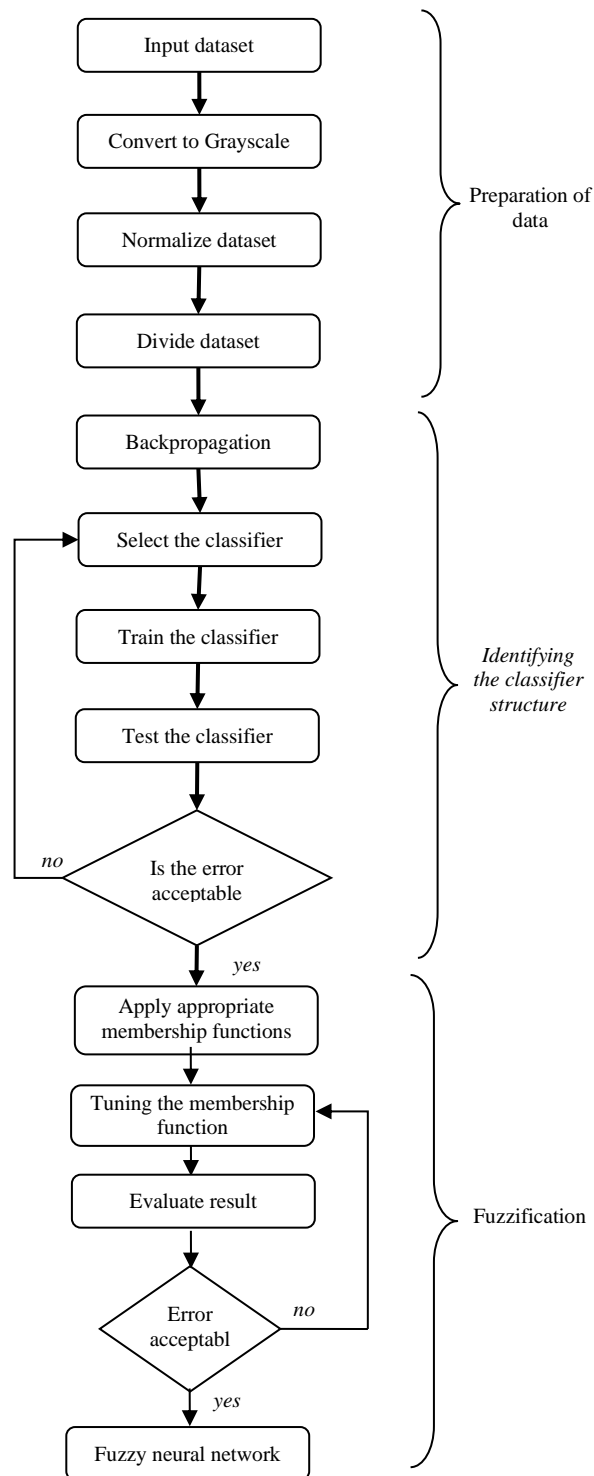 Input dataset
Convert to Grayscale
Normalize dataset
Divide dataset
Preparation of
data
Backpropagation
Select the classifier
Train the classifier
Test the classifier
Is the error
acceptable
no
yes
Identifying
the classifier
structure
Apply appropriate
membership functions
Tuning the membership
function
Evaluate result
Error
acceptabl
no
yes
Fuzzy neural network
Fuzzification